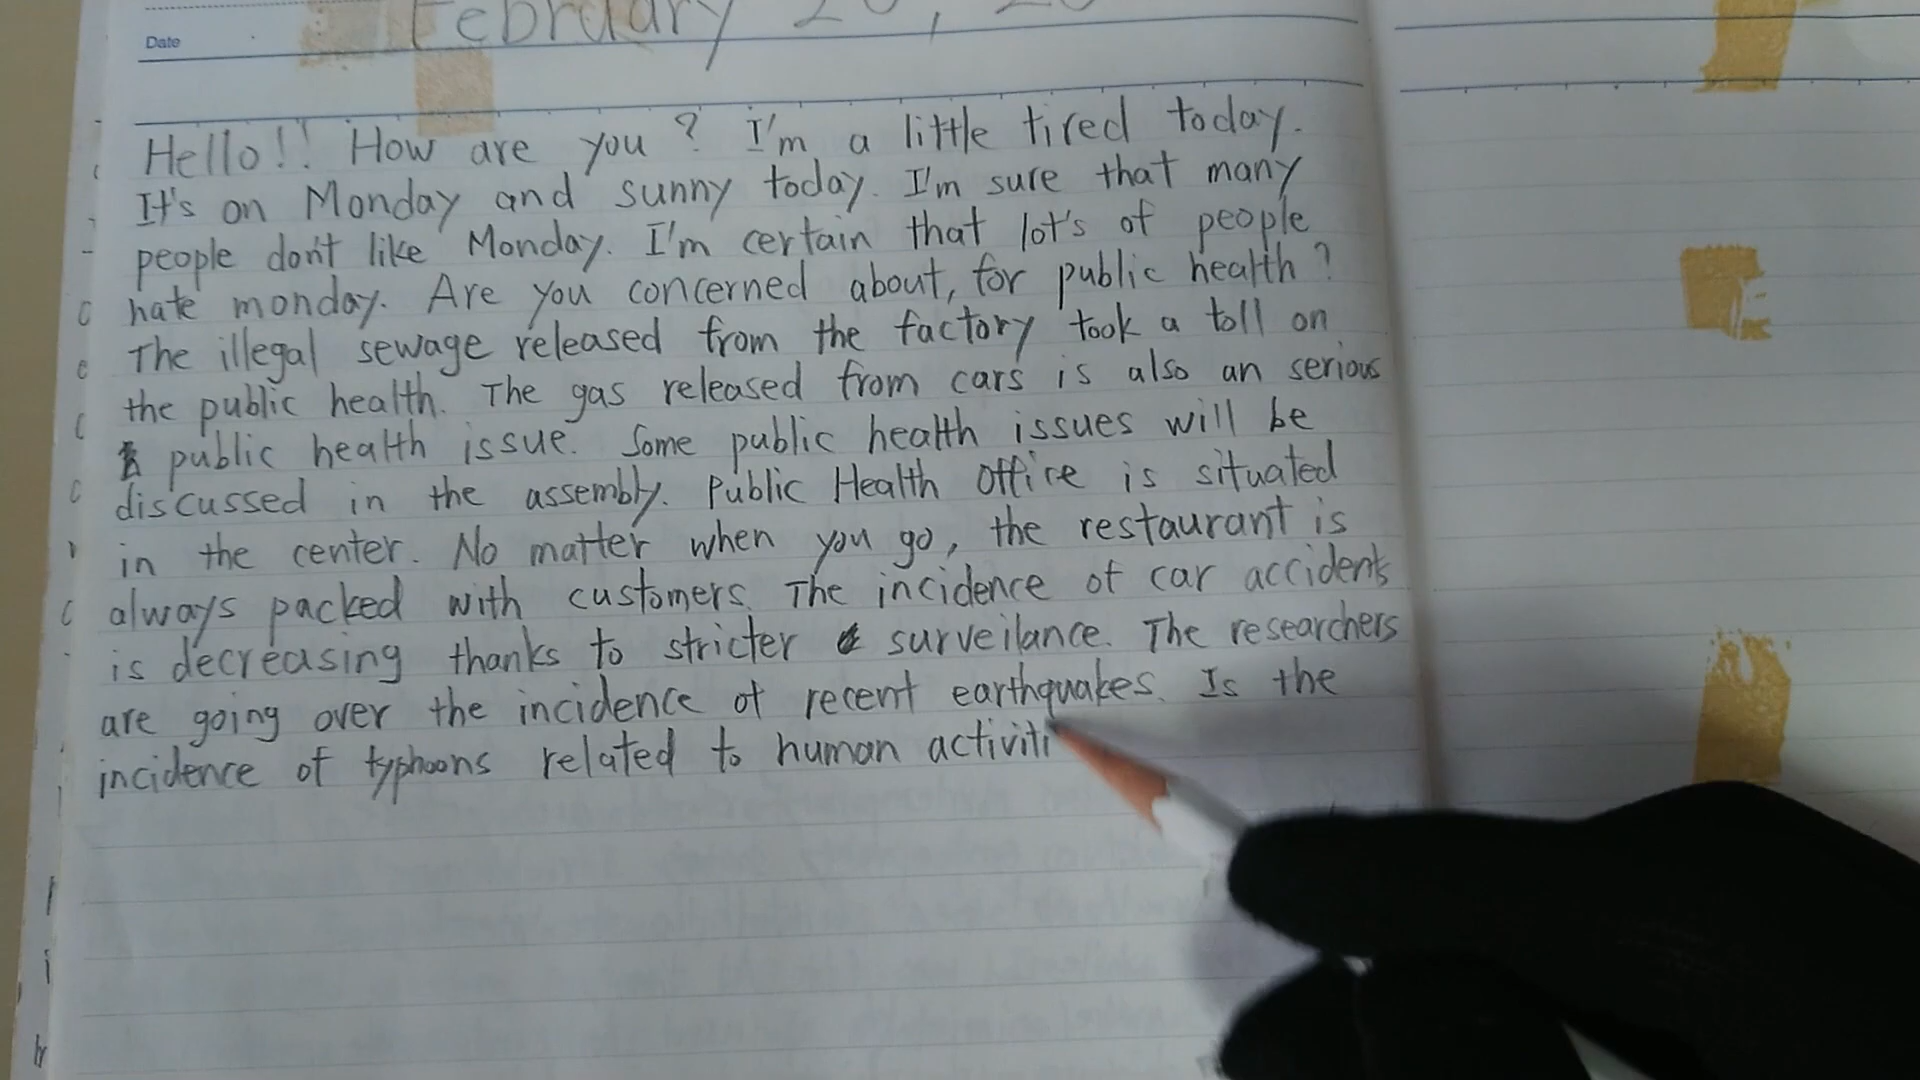 Date
February 20, 20
Hello!! How are you? I'm a little tired today.
It's on Monday and sunny today. I'm sure that many
people don't like Monday. I'm certain that lot's of people
hate monday. Are you concerned about, for public health?
The illegal sewage released from the factory took a toll on
the public health. The gas released from cars is also an serious
public health issue. Some public health issues will be
discussed in the assembly. Public Health Office is situated
in the center. No matter when you go, the restaurant is
always packed with customers. The incidence of car accidents
is decreasing thanks to stricter surveilance. The researchers
are going over the incidence of recent earthquakes. Is the
incidence of typhoons related to human activiti